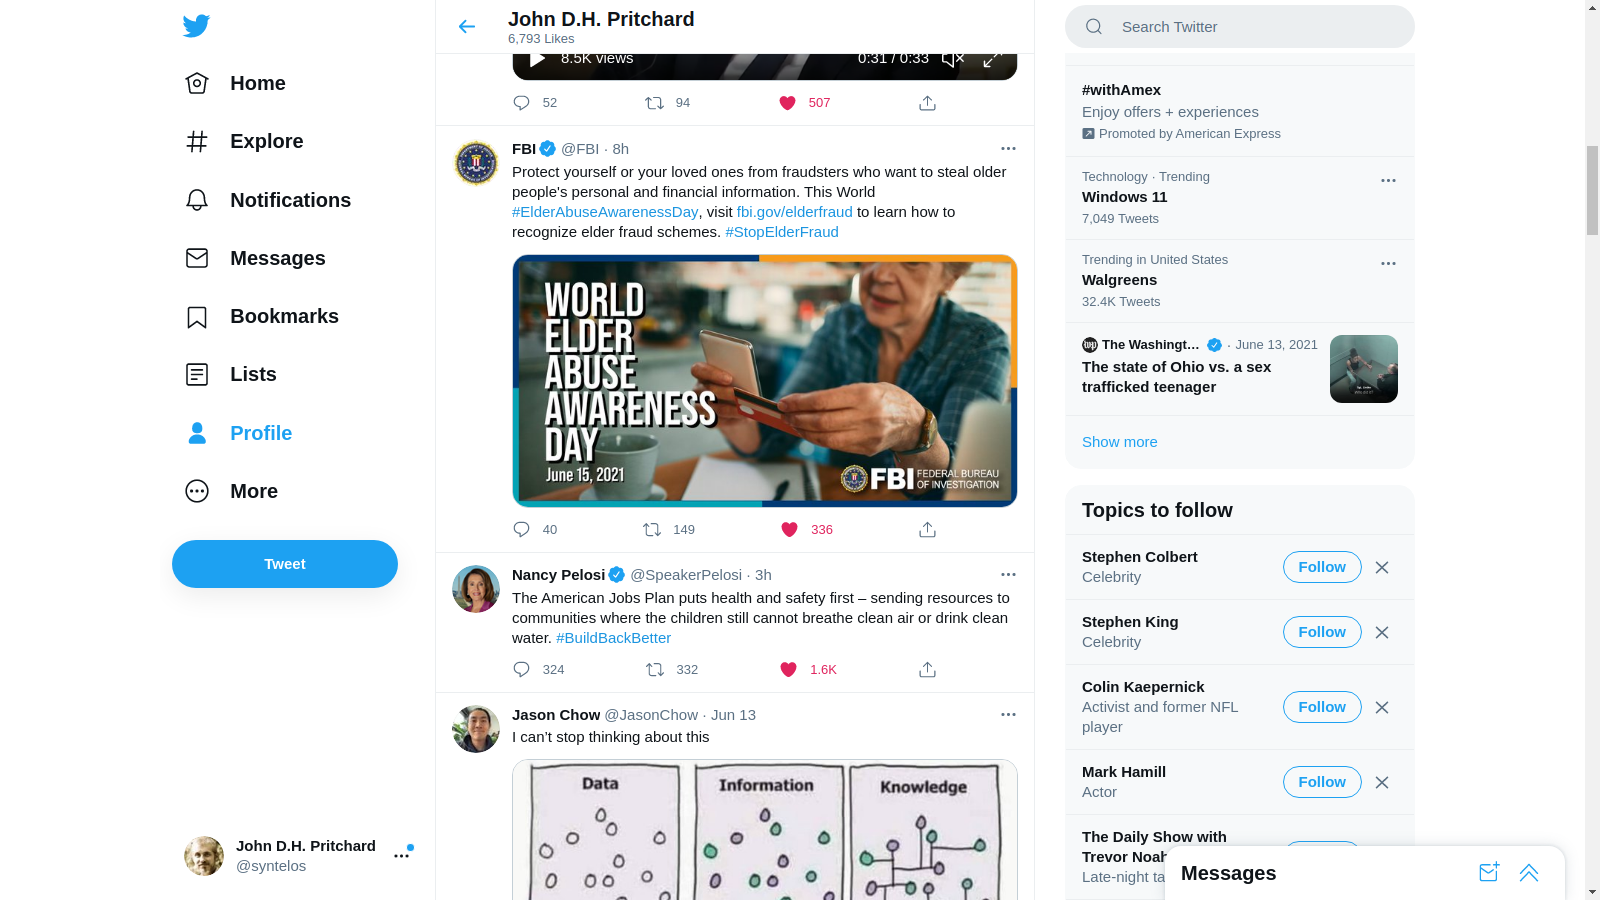 Home
Explore
Notifications
Messages
Bookmarks
Lists
Profile
More
Tweet
John D.H. Pritchard
@syntelos
John D.H. Pritchard
6,793 Likes
8.5K views
0:31 / 0:33
52
94
507
FBI @FBI · 8h
Protect yourself or your loved ones from fraudsters who want to steal older
people's personal and financial information. This World
#ElderAbuseAwarenessDay, visit fbi.gov/elderfraud to learn how to
recognize elder fraud schemes. #StopElderFraud
WORLD
ELDER
ABUSE
AWARENESS
DAY
June 15, 2021
FBI
FEDERAL BUREAU
OF INVESTIGATION
40
149
336
Nancy Pelosi @SpeakerPelosi · 3h
The American Jobs Plan puts health and safety first – sending resources to
communities where the children still cannot breathe clean air or drink clean
water. #BuildBackBetter
324
332
1.6K
Jason Chow @JasonChow · Jun 13
I can't stop thinking about this
Data
Information
Knowledge
Search Twitter
#withAmex
Enjoy offers + experiences
Promoted by American Express
Technology · Trending
Windows 11
7,049 Tweets
Trending in United States
Walgreens
32.4K Tweets
wp The Washingt... · June 13, 2021
The state of Ohio vs. a sex
trafficked teenager
Show more
Topics to follow
Stephen Colbert
Celebrity
Follow
Stephen King
Celebrity
Follow
Colin Kaepernick
Activist and former NFL
player
Follow
Mark Hamill
Actor
Follow
The Daily Show with
Trevor Noah
Late-night ta
Messages